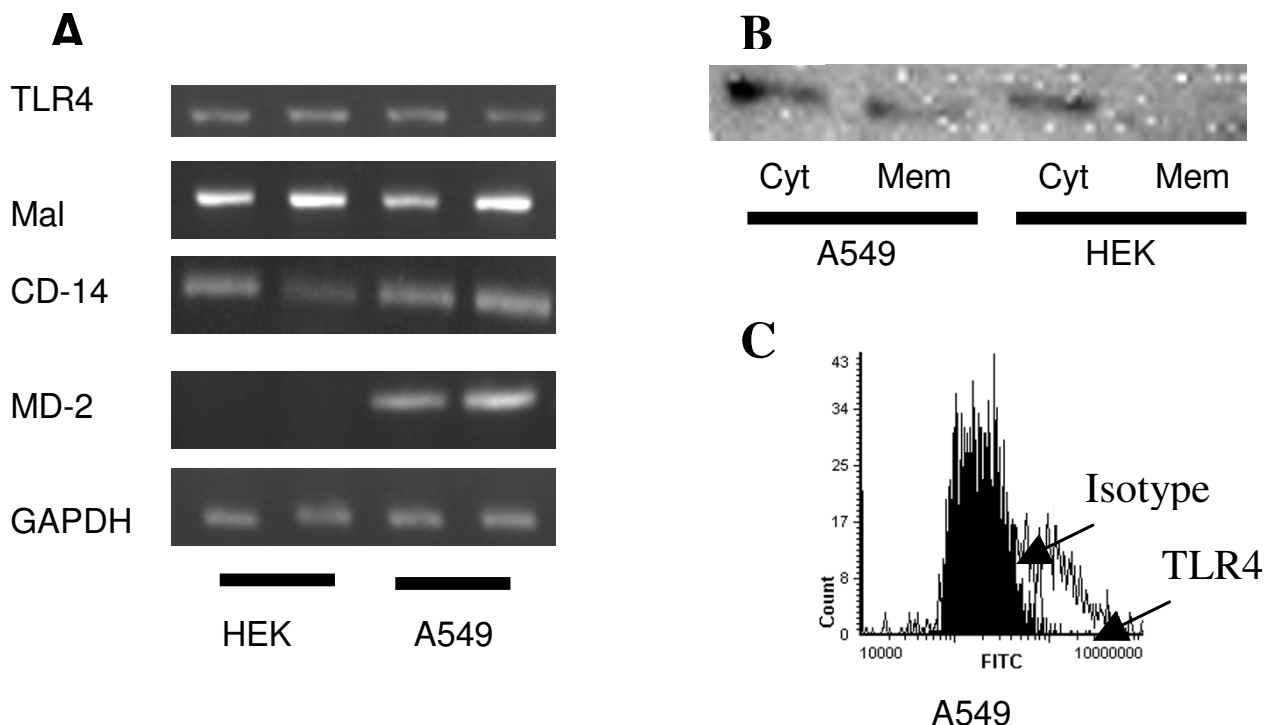 A
TLR4
Mal
CD-14
MD-2
GAPDH
HEK A549
B
Cyt Mem Cyt Mem
A549 HEK
C
43
34
25
17
8
0
Count
10000 10000000
FITC
Isotype
TLR4
A549